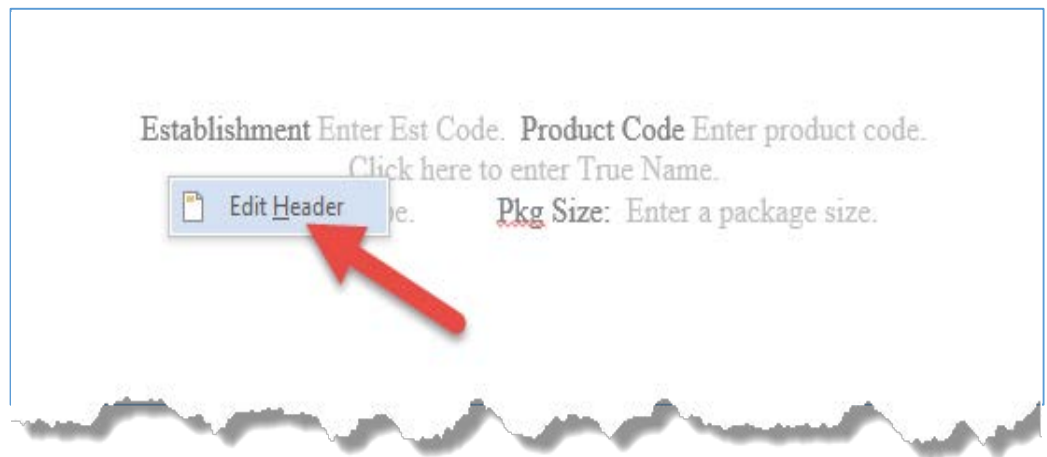 Establishment Enter Est Code. Product Code Enter product code.
Click here to enter True Name.
Edit Header Pkg Size: Enter a package size.